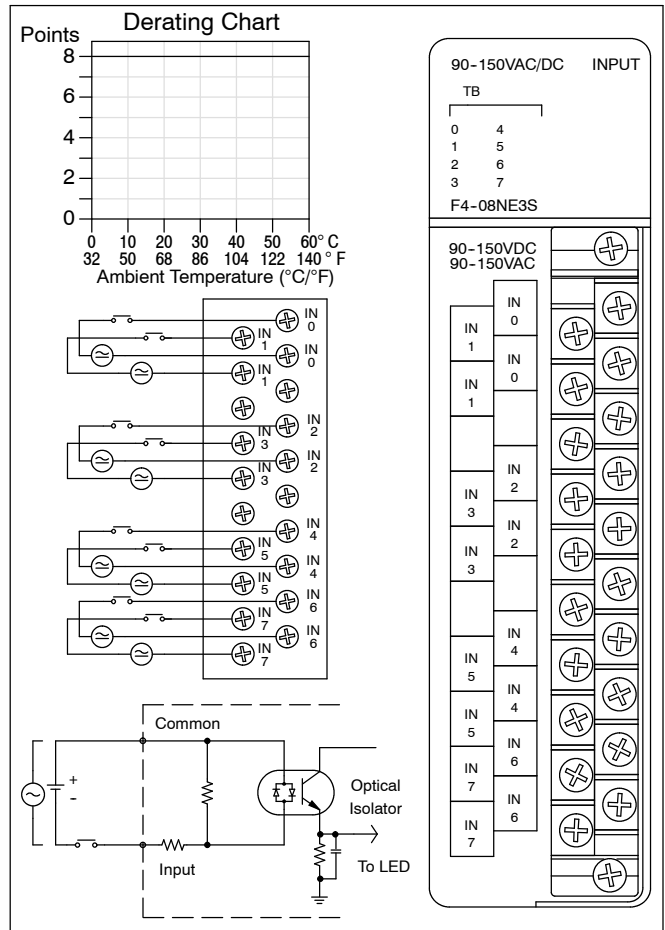 Derating Chart
Points
8
6
4
2
0
0 10 20 30 40 50 60°C
32 50 68 86 104 122 140 °F
Ambient Temperature (°C/°F)
IN
0
IN
1
IN
0
IN
1
IN
2
IN
3
IN
2
IN
3
IN
4
IN
5
IN
4
IN
5
IN
6
IN
7
IN
6
IN
7
Common
+
-
Input
Optical
Isolator
To LED
90-150VAC/DC INPUT
TB
0 4
1 5
2 6
3 7
F4-08NE3S
90-150VDC
90-150VAC
IN
0
IN
1
IN
0
IN
1
IN
2
IN
3
IN
2
IN
3
IN
4
IN
5
IN
4
IN
5
IN
6
IN
7
IN
6
IN
7